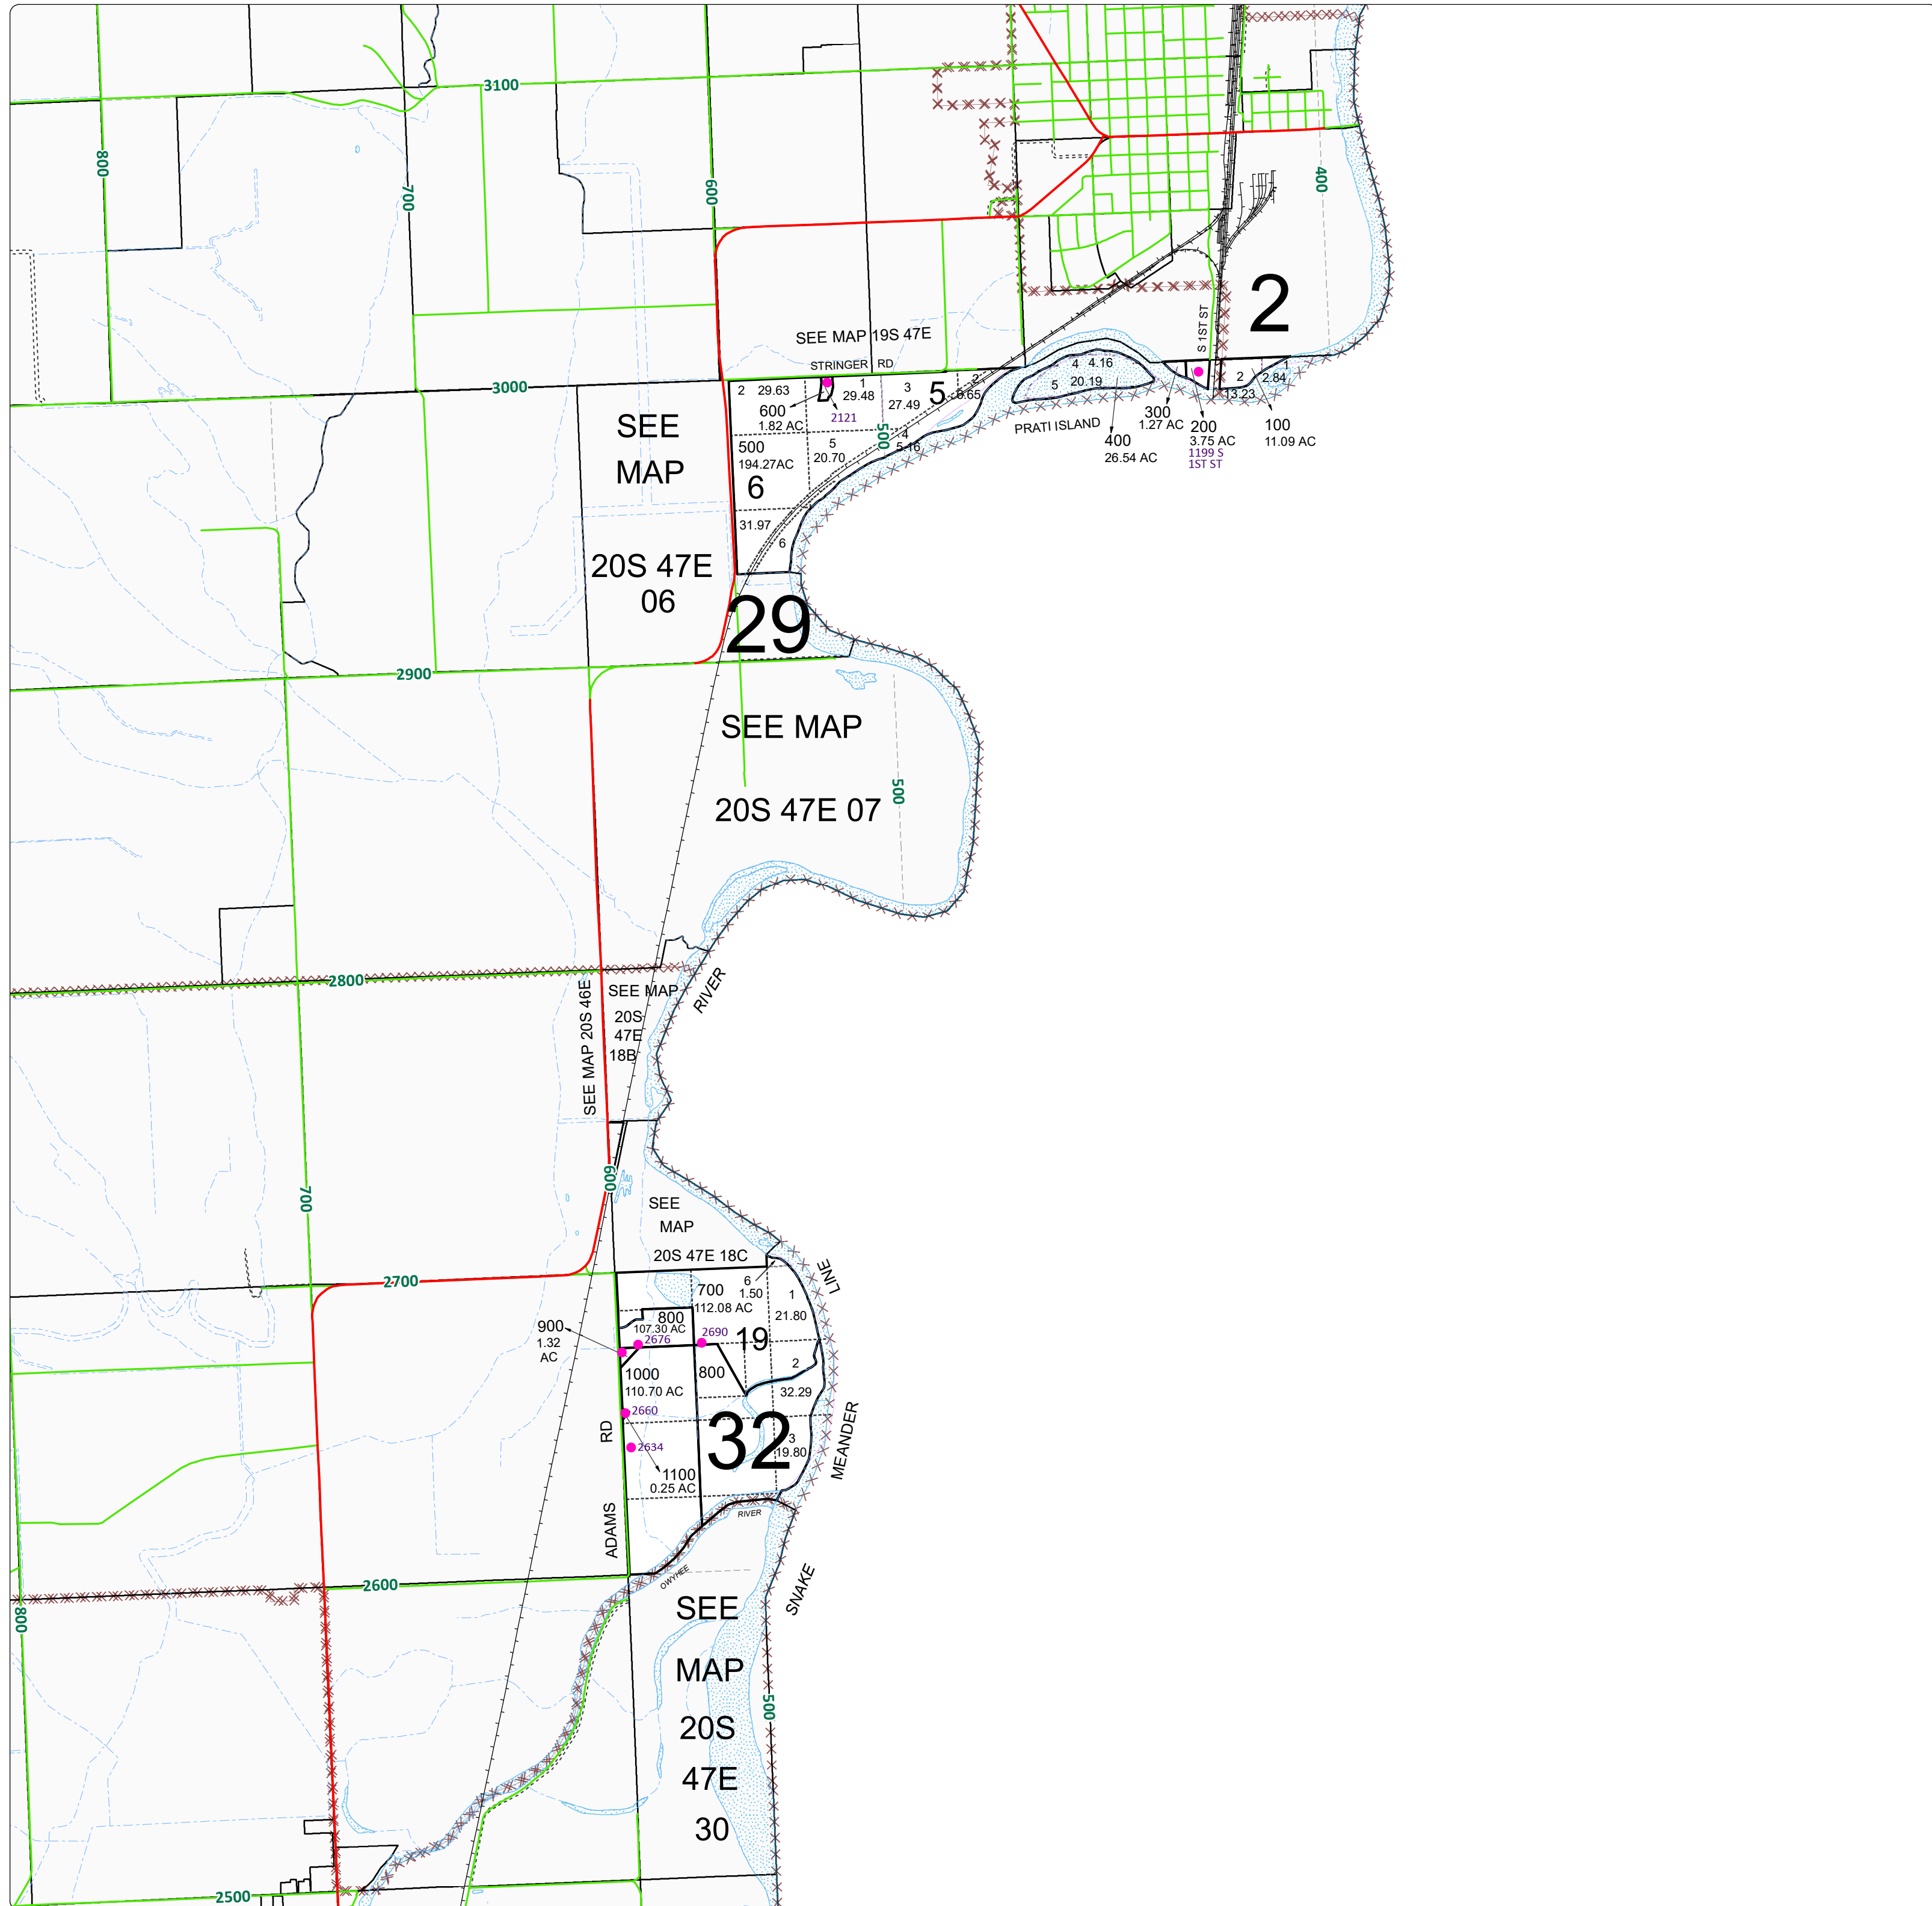 3100
800
700
600
400
2
S 1ST ST
SEE MAP 19S 47E
STRINGER RD
3000
SEE
MAP
20S 47E
06
2 29.63
600
1.82 AC
2121
1
29.48
3
27.49
5
2
6.65
500
194.27AC
6
5
20.70
500
4
5.16
31.97
6
4 4.16
5 20.19
PRATI ISLAND
400
26.54 AC
300
1.27 AC
200
3.75 AC
1199 S
1ST ST
2
13.23
2.84
100
11.09 AC
29
2900
SEE MAP
20S 47E 07
500
2800
SEE MAP 20S 46E
SEE MAP
20S
47E
18B
RIVER
700
600
SEE
MAP
20S 47E 18C
2700
LINE
700
112.08 AC
6
1.50
1
21.80
800
107.30 AC
2676
2690
19
900
1.32
AC
1000
110.70 AC
800
2
32.29
2660
2634
32
3
19.80
1100
0.25 AC
ADAMS RD
MEANDER
RIVER
OWYHEE
SNAKE
2600
800
SEE
MAP
20S
47E
30
500
2500